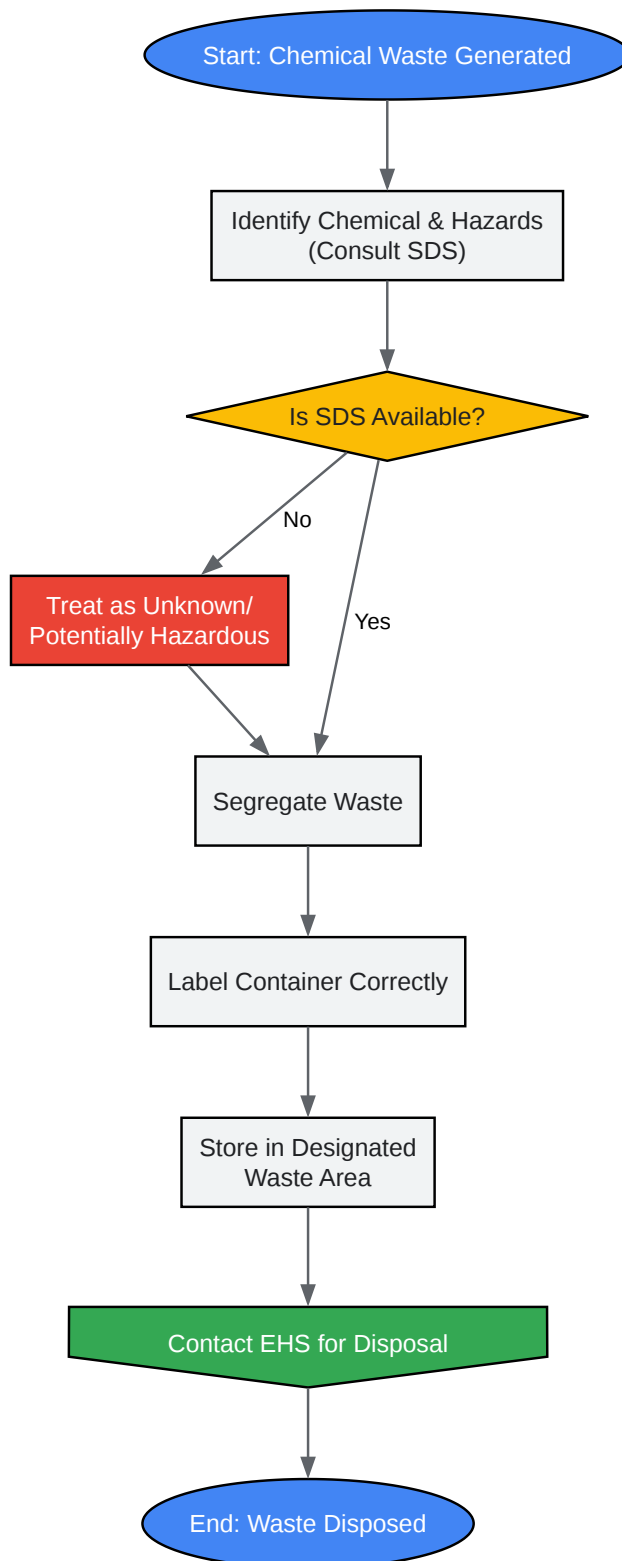 Start: Chemical Waste Generated
Identify Chemical & Hazards
(Consult SDS)
Is SDS Available?
No
Treat as Unknown/
Potentially Hazardous
Yes
Segregate Waste
Label Container Correctly
Store in Designated
Waste Area
Contact EHS for Disposal
End: Waste Disposed